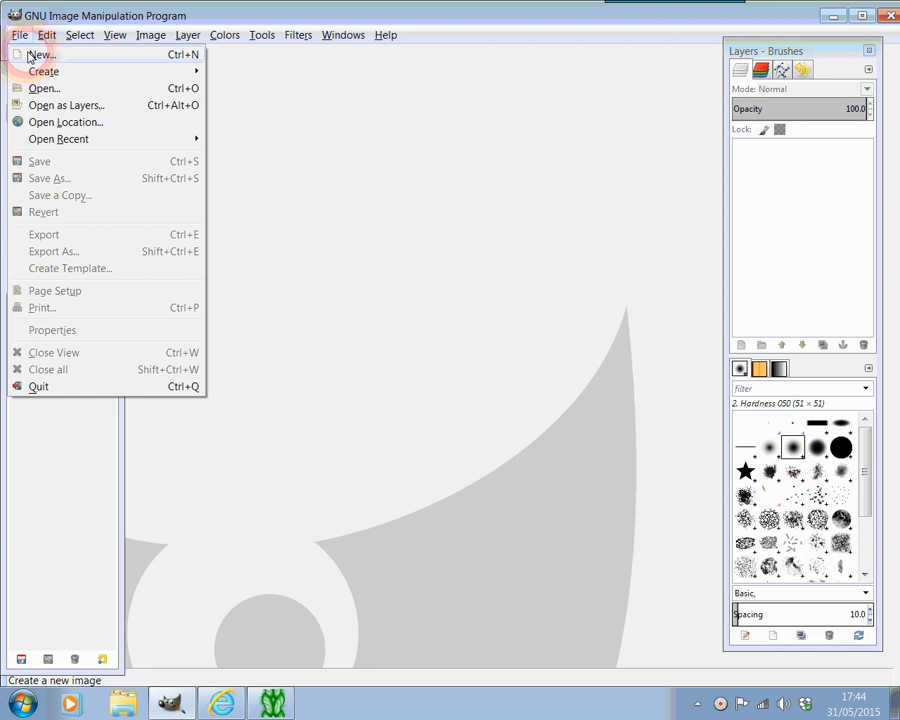 GNU Image Manipulation Program
File Edit Select View Image Layer Colors Tools Filters Windows Help
New... Ctrl+N
Create
Open... Ctrl+O
Open as Layers... Ctrl+Alt+O
Open Location...
Open Recent
Save Ctrl+S
Save As... Shift+Ctrl+S
Save a Copy...
Revert
Export Ctrl+E
Export As... Shift+Ctrl+E
Create Template...
Page Setup
Print... Ctrl+P
Properties
Close View Ctrl+W
Close all Shift+Ctrl+W
Quit Ctrl+Q
Layers - Brushes
Mode: Normal
Opacity 100.0
Lock:
filter
2. Hardness 050 (51 × 51)
Basic,
Spacing 10.0
Create a new image
17:44
31/05/2015